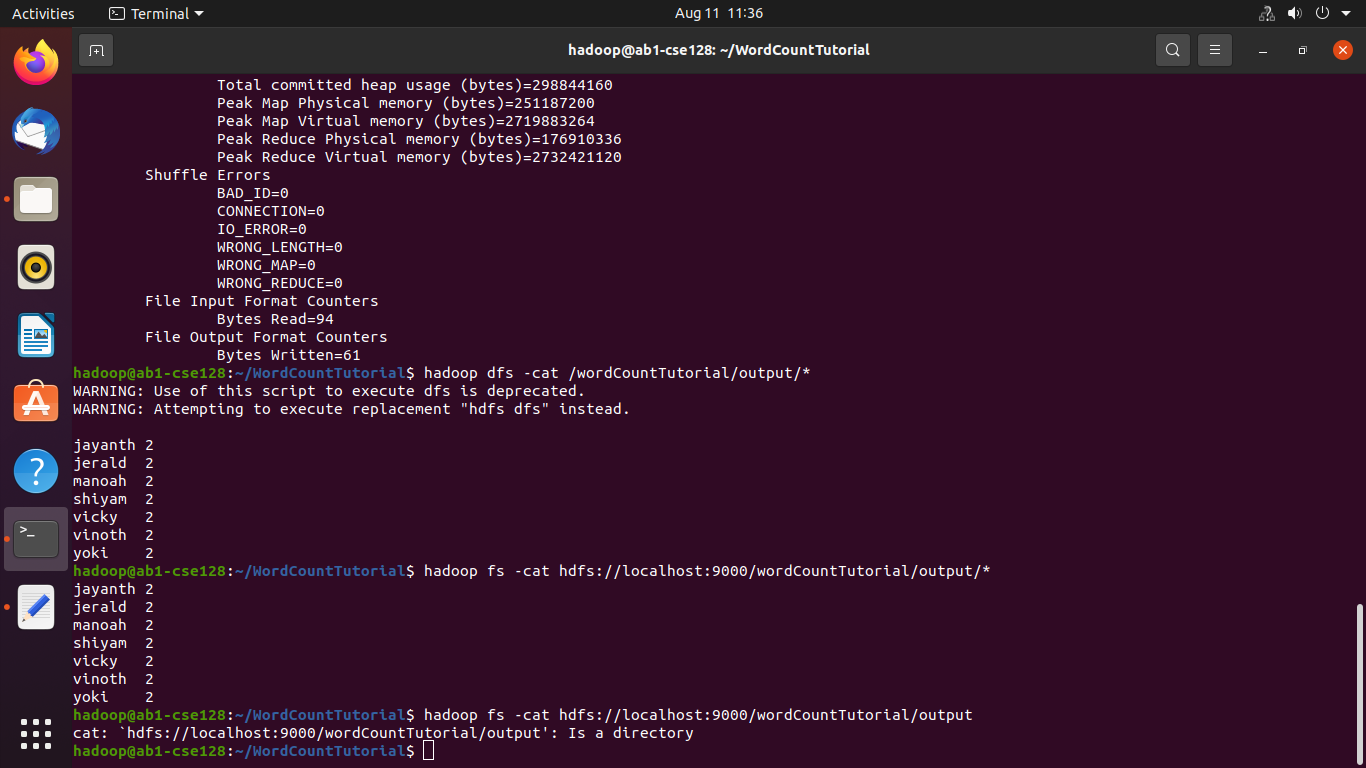 Activities Terminal Aug 11 11:36
hadoop@ab1-cse128: ~/WordCountTutorial
Total committed heap usage (bytes)=298844160
Peak Map Physical memory (bytes)=251187200
Peak Map Virtual memory (bytes)=2719883264
Peak Reduce Physical memory (bytes)=176910336
Peak Reduce Virtual memory (bytes)=2732421120
Shuffle Errors
BAD_ID=0
CONNECTION=0
IO_ERROR=0
WRONG_LENGTH=0
WRONG_MAP=0
WRONG_REDUCE=0
File Input Format Counters
Bytes Read=94
File Output Format Counters
Bytes Written=61
hadoop@ab1-cse128:~/WordCountTutorial$ hadoop dfs -cat /wordCountTutorial/output/*
WARNING: Use of this script to execute dfs is deprecated.
WARNING: Attempting to execute replacement "hdfs dfs" instead.
jayanth 2
jerald 2
manoah 2
shiyam 2
vicky 2
vinoth 2
yoki 2
hadoop@ab1-cse128:~/WordCountTutorial$ hadoop fs -cat hdfs://localhost:9000/wordCountTutorial/output/*
jayanth 2
jerald 2
manoah 2
shiyam 2
vicky 2
vinoth 2
yoki 2
hadoop@ab1-cse128:~/WordCountTutorial$ hadoop fs -cat hdfs://localhost:9000/wordCountTutorial/output
cat: `hdfs://localhost:9000/wordCountTutorial/output': Is a directory
hadoop@ab1-cse128:~/WordCountTutorial$